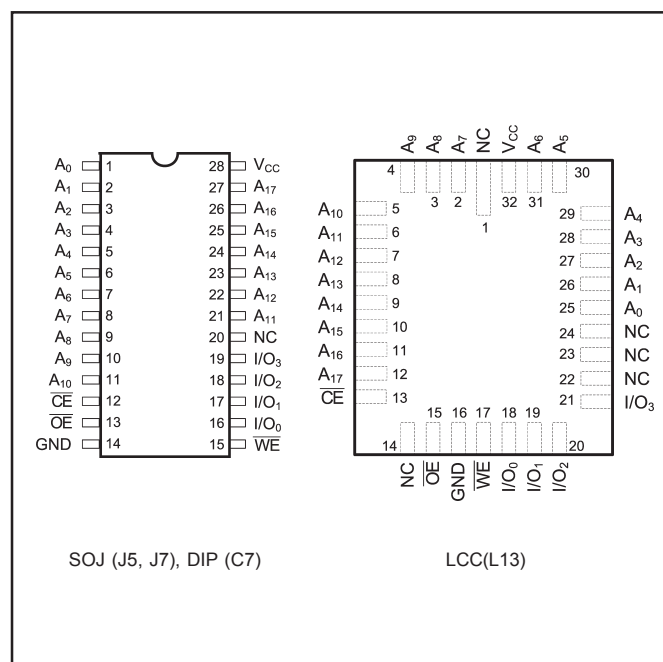 A0 1 28 VCC
A1 2 27 A17
A2 3 26 A16
A3 4 25 A15
A4 5 24 A14
A5 6 23 A13
A6 7 22 A12
A7 8 21 A11
A8 9 20 NC
A9 10 19 I/O3
A10 11 18 I/O2
CE 12 17 I/O1
OE 13 16 I/O0
GND 14 15 WE
SOJ (J5, J7), DIP (C7)
A9 A8 A7 NC VCC A6 A5
4 3 2 1 32 31 30
A10 5 29 A4
A11 6 28 A3
A12 7 27 A2
A13 8 26 A1
A14 9 25 A0
A15 10 24 NC
A16 11 23 NC
A17 12 22 NC
CE 13 21 I/O3
14 15 16 17 18 19 20
NC OE GND WE I/O0 I/O1 I/O2
LCC(L13)